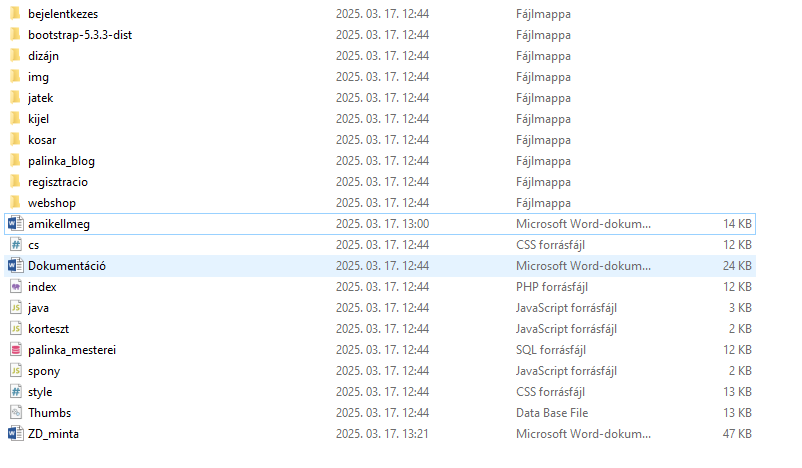 bejelentkezes 2025. 03. 17. 12:44 Fájlmappa
bootstrap-5.3.3-dist 2025. 03. 17. 12:44 Fájlmappa
dizájn 2025. 03. 17. 12:44 Fájlmappa
img 2025. 03. 17. 12:44 Fájlmappa
jatek 2025. 03. 17. 12:44 Fájlmappa
kijel 2025. 03. 17. 12:44 Fájlmappa
kosar 2025. 03. 17. 12:44 Fájlmappa
palinka_blog 2025. 03. 17. 12:44 Fájlmappa
regisztracio 2025. 03. 17. 12:44 Fájlmappa
webshop 2025. 03. 17. 12:44 Fájlmappa
amikellmeg 2025. 03. 17. 13:00 Microsoft Word-dokum... 14 KB
cs 2025. 03. 17. 12:44 CSS forrásfájl 12 KB
Dokumentáció 2025. 03. 17. 12:44 Microsoft Word-dokum... 24 KB
index 2025. 03. 17. 12:44 PHP forrásfájl 12 KB
java 2025. 03. 17. 12:44 JavaScript forrásfájl 3 KB
korteszt 2025. 03. 17. 12:44 JavaScript forrásfájl 2 KB
palinka_mesterei 2025. 03. 17. 12:44 SQL forrásfájl 12 KB
spony 2025. 03. 17. 12:44 JavaScript forrásfájl 2 KB
style 2025. 03. 17. 12:44 CSS forrásfájl 13 KB
Thumbs 2025. 03. 17. 12:44 Data Base File 13 KB
ZD_minta 2025. 03. 17. 13:21 Microsoft Word-dokum... 47 KB